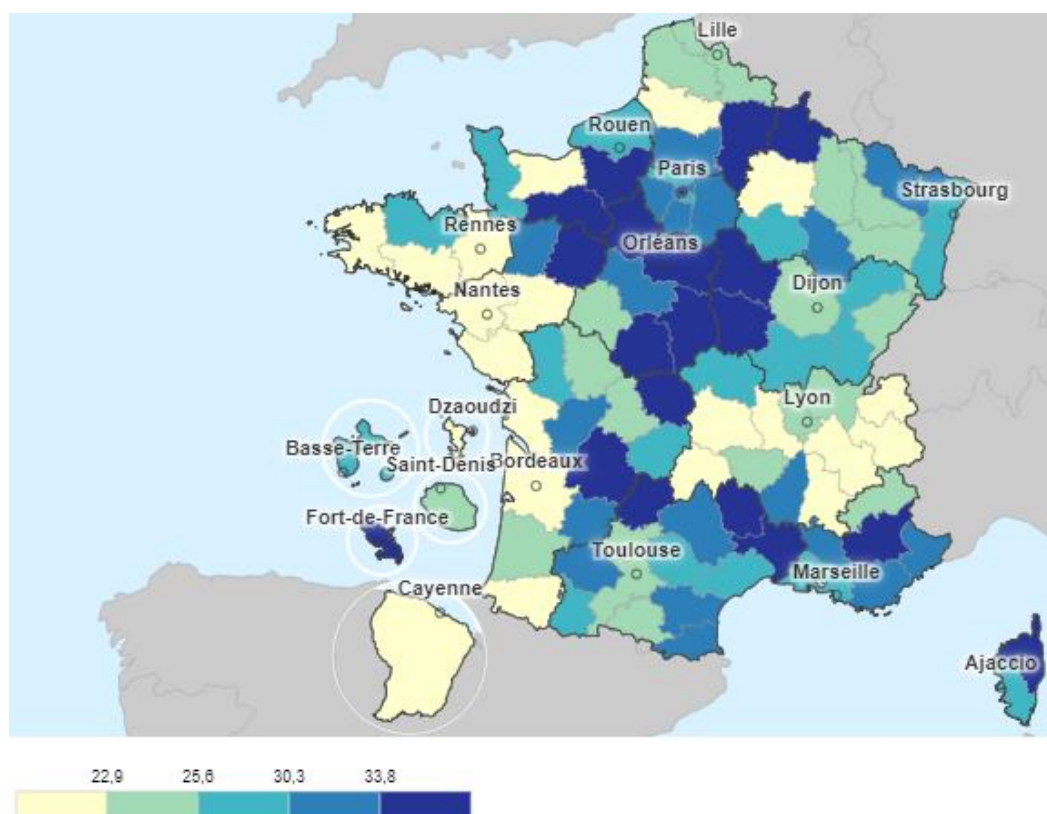 Lille
Rouen
Paris
Strasbourg
Rennes
Orléans
Nantes
Dijon
Lyon
Dzaoudzi
Basse-Terre
Saint-Denis
Bordeaux
Fort-de-France
Toulouse
Marseille
Cayenne
Ajaccio
22,9 25,6 30,3 33,8